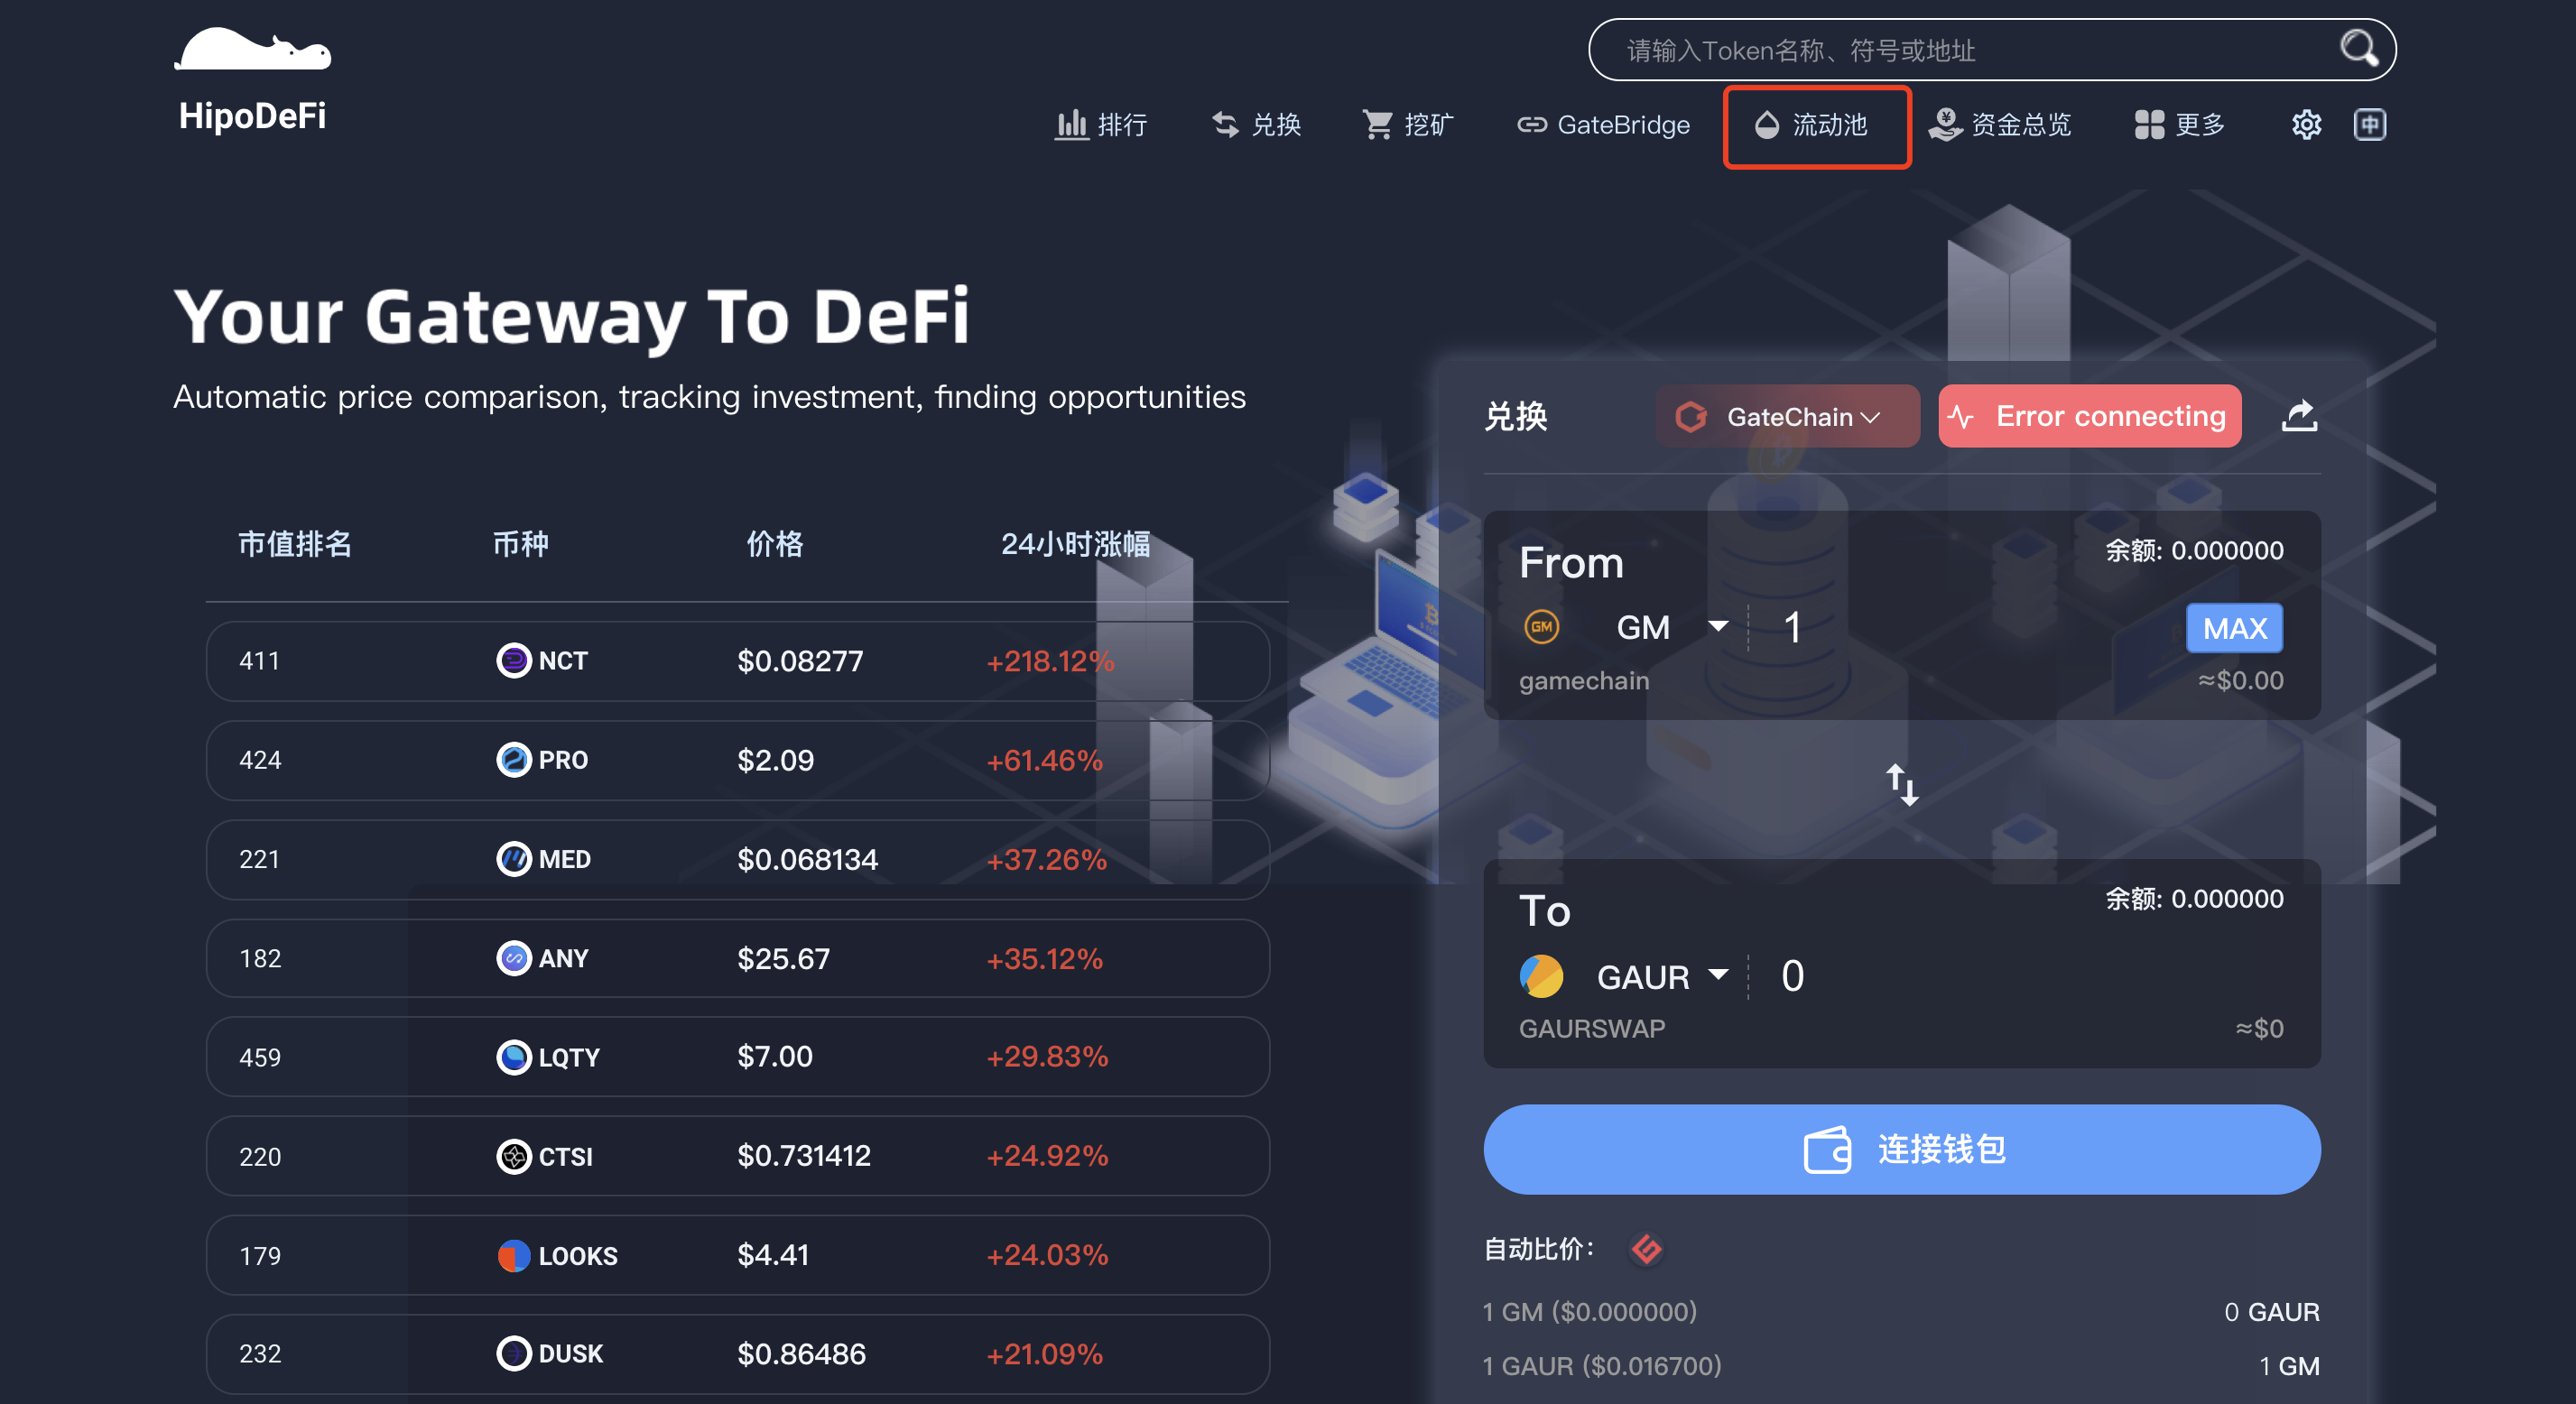 请输入Token名称、符号或地址
HipoDeFi
排行 兑换 挖矿 GateBridge 流动池 资金总览 更多 中
Your Gateway To DeFi
Automatic price comparison, tracking investment, finding opportunities
市值排名 币种 价格 24小时涨幅
411 NCT $0.08277 +218.12%
424 PRO $2.09 +61.46%
221 MED $0.068134 +37.26%
182 ANY $25.67 +35.12%
459 LQTY $7.00 +29.83%
220 CTSI $0.731412 +24.92%
179 LOOKS $4.41 +24.03%
232 DUSK $0.86486 +21.09%
兑换 GateChain Error connecting
From 余额: 0.000000
GM GM 1 MAX
gamechain ≈$0.00
To 余额: 0.000000
GAUR 0
GAURSWAP ≈$0
连接钱包
自动比价：
1 GM ($0.000000) 0 GAUR
1 GAUR ($0.016700) 1 GM